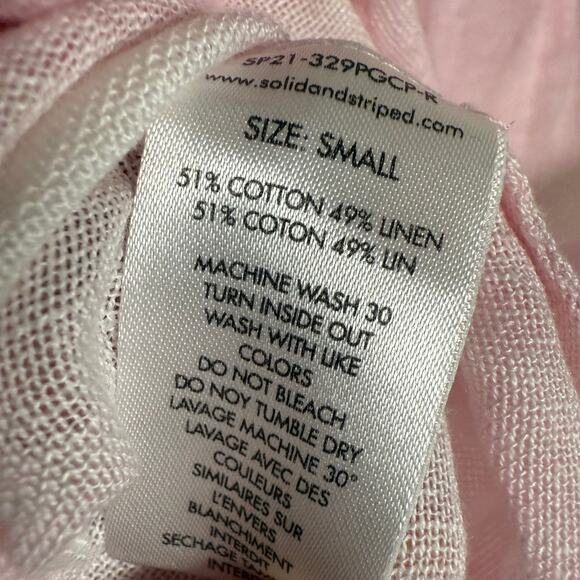 SP21-329PGCP-R
www.solidandstriped.com
SIZE: SMALL
51% COTTON 49% LINEN
51% COTON 49% LIN
MACHINE WASH 30
TURN INSIDE OUT
WASH WITH LIKE
COLORS
DO NOT BLEACH
DO NOY TUMBLE DRY
LAVAGE MACHINE 30°
LAVAGE AVEC DES
COULEURS
SIMILAIRES SUR
L'ENVERS
BLANCHIMENT
INTERDIT
SECHAGE